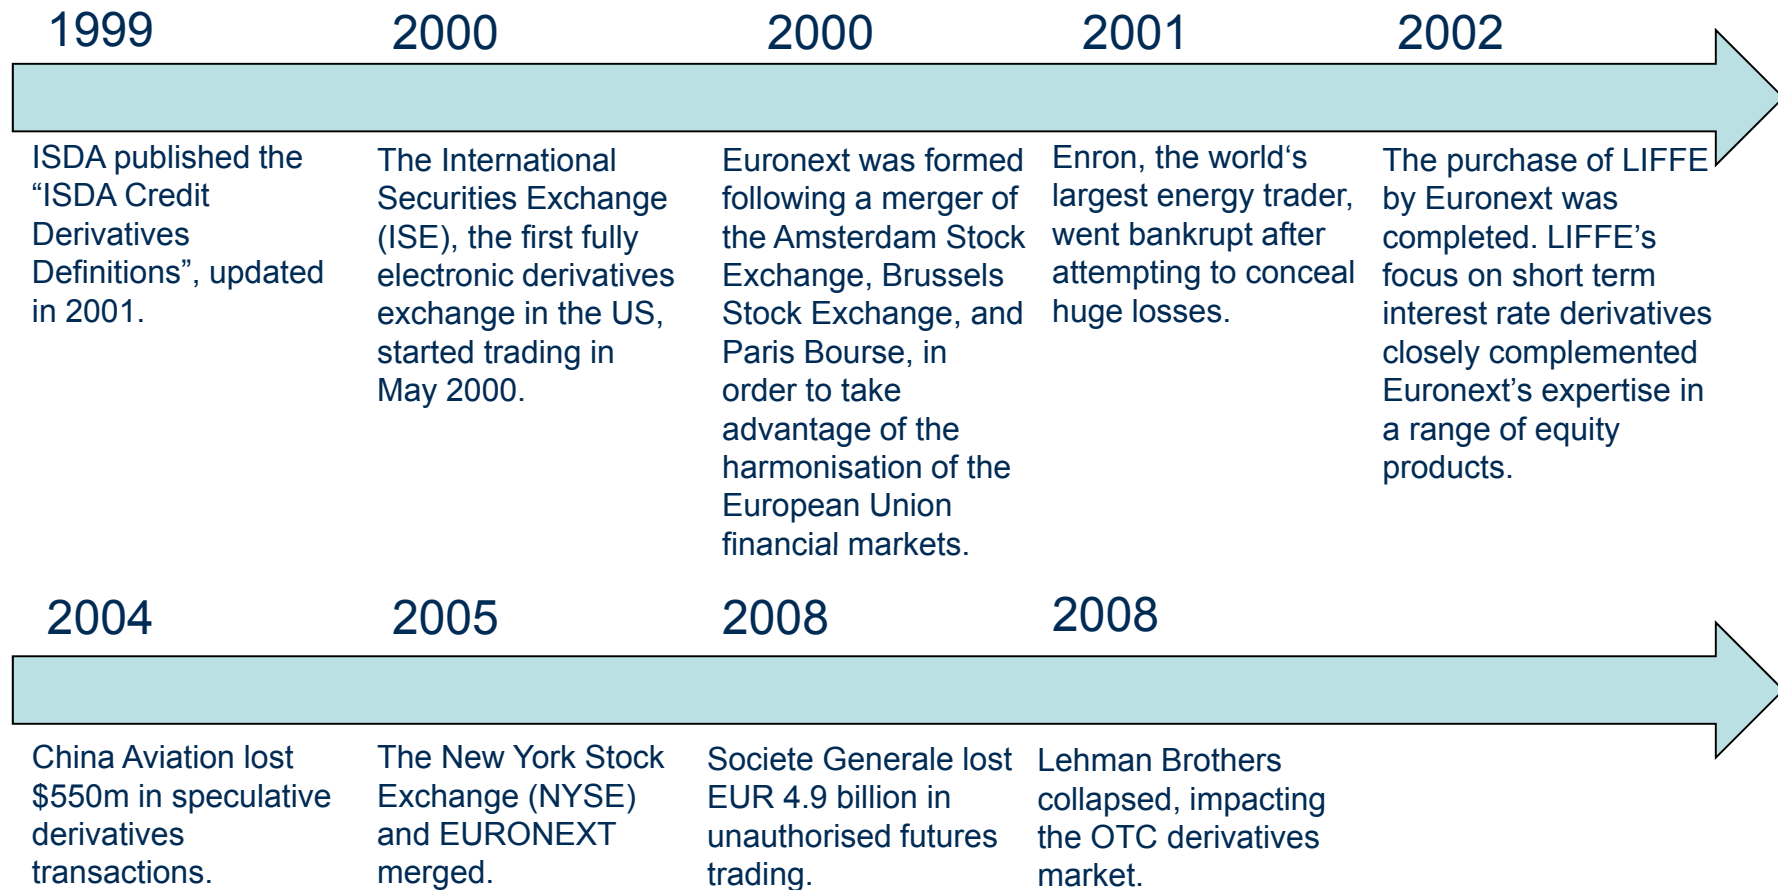 1999
ISDA published the
“ISDA Credit
Derivatives
Definitions”, updated
in 2001.
2000
The International
Securities Exchange
(ISE), the first fully
electronic derivatives
exchange in the US,
started trading in
May 2000.
2000
Euronext was formed
following a merger of
the Amsterdam Stock
Exchange, Brussels
Stock Exchange, and
Paris Bourse, in
order to take
advantage of the
harmonisation of the
European Union
financial markets.
2001
Enron, the world‘s
largest energy trader,
went bankrupt after
attempting to conceal
huge losses.
2002
The purchase of LIFFE
by Euronext was
completed. LIFFE’s
focus on short term
interest rate derivatives
closely complemented
Euronext’s expertise in
a range of equity
products.
2004
China Aviation lost
$550m in speculative
derivatives
transactions.
2005
The New York Stock
Exchange (NYSE)
and EURONEXT
merged.
2008
Societe Generale lost
EUR 4.9 billion in
unauthorised futures
trading.
2008
Lehman Brothers
collapsed, impacting
the OTC derivatives
market.